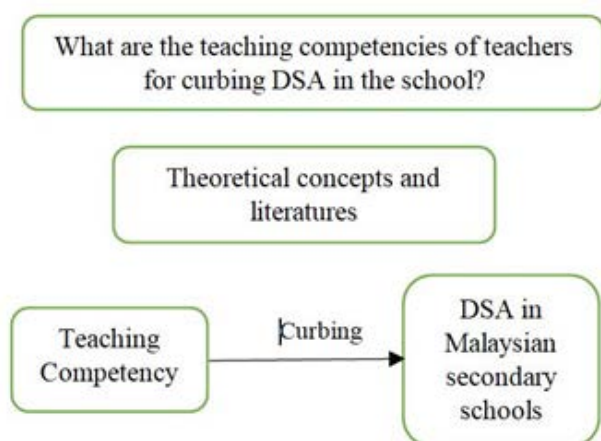 What are the teaching competencies of teachers
for curbing DSA in the school?
Theoretical concepts and
literatures
Teaching
Competency
Curbing
DSA in
Malaysian
secondary
schools